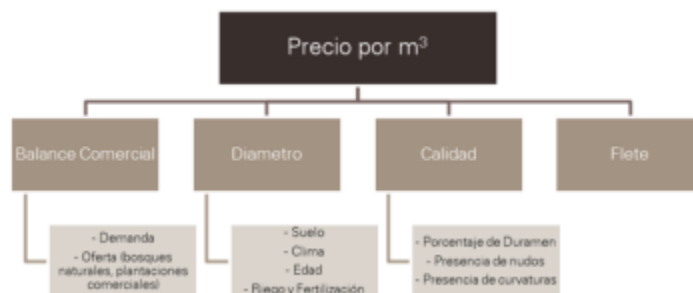 Precio por m³
Balance Comercial
Diametro
Calidad
Flete
- Demanda
- Oferta (bosques
naturales, plantaciones
comerciales)
- Suelo
- Clima
- Edad
- Riego y Fertilización
- Porcentaje de Duramen
- Presencia de nudos
- Presencia de curvaturas